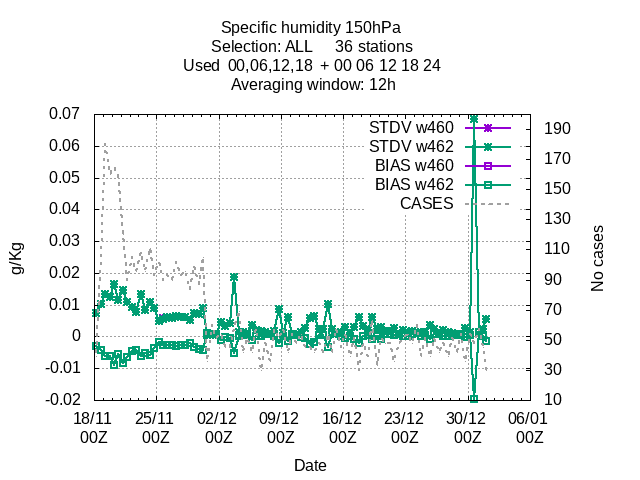 Specific humidity 150hPa
Selection: ALL 36 stations
Used 00,06,12,18 + 00 06 12 18 24
Averaging window: 12h
0.07
0.06
0.05
0.04
0.03
0.02
0.01
0
-0.01
-0.02
g/Kg
STDV w460
STDV w462
BIAS w460
BIAS w462
CASES
190
170
150
130
110
90
70
50
30
10
No cases
18/11 25/11 02/12 09/12 16/12 23/12 30/12 06/01
00Z 00Z 00Z 00Z 00Z 00Z 00Z 00Z
Date